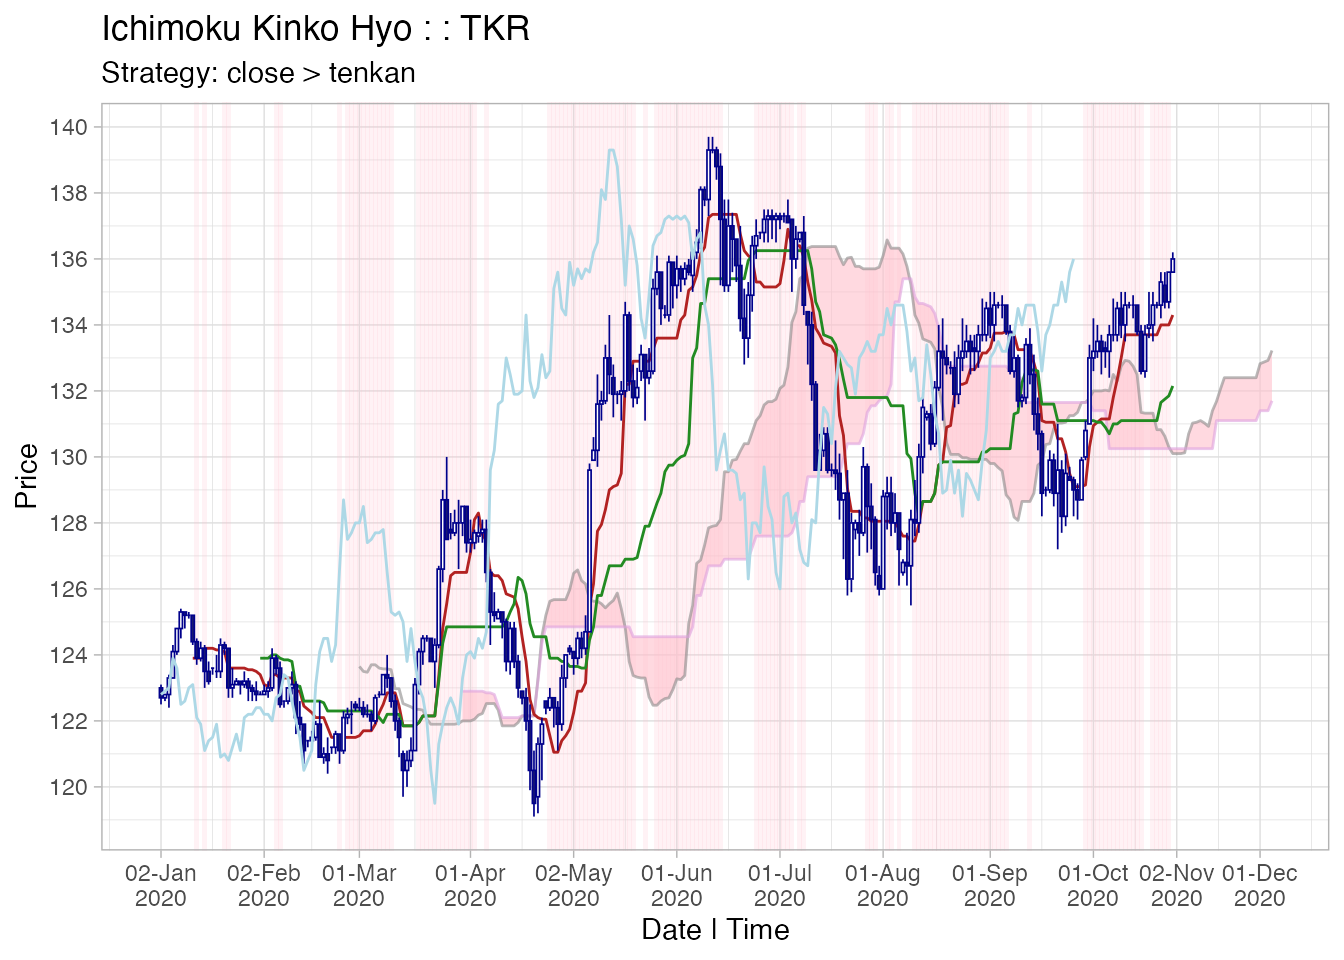 Ichimoku Kinko Hyo : : TKR
Strategy: close > tenkan
Price
140
138
136
134
132
130
128
126
124
122
120
02-Jan 02-Feb 01-Mar 01-Apr 02-May 01-Jun 01-Jul 01-Aug 01-Sep 01-Oct 02-Nov 01-Dec
2020 2020 2020 2020 2020 2020 2020 2020 2020 2020 2020 2020
Date | Time